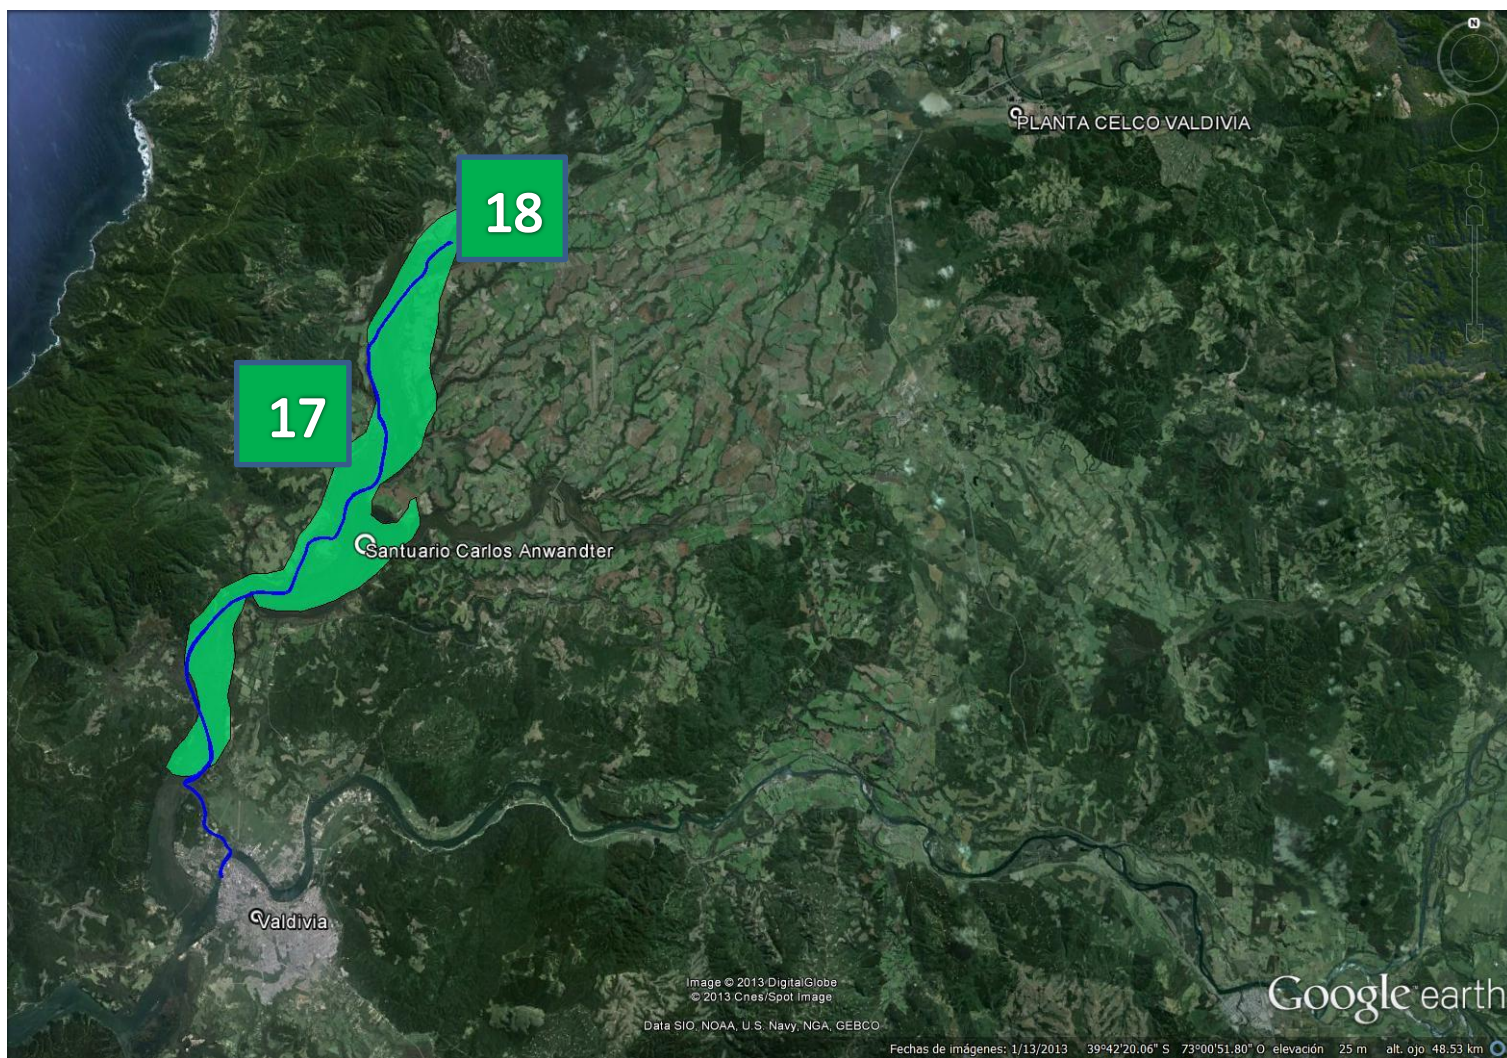 N
PLANTA CELCO VALDIVIA
18
17
Santuario Carlos Anwandter
Valdivia
Image © 2013 DigitalGlobe
© 2013 Cnes/Spot Image
Data SIO, NOAA, U.S. Navy, NGA, GEBCO
Google earth
Fechas de imágenes: 1/13/2013 39°42'20.06" S 73°00'51.80" O elevación 25 m alt. ojo 48.53 km